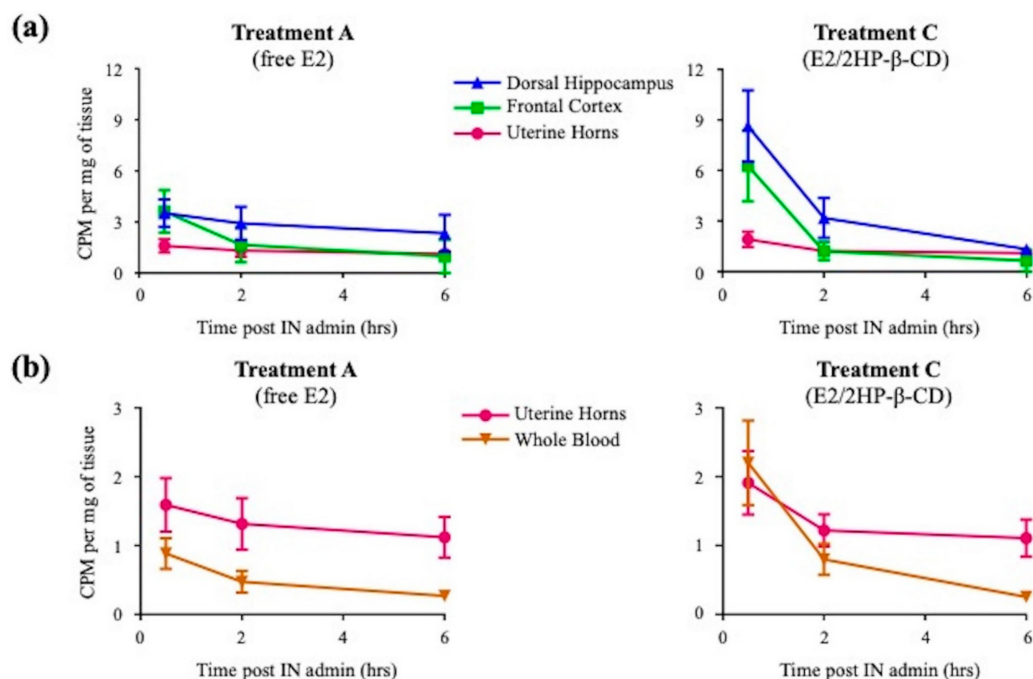 (a)
Treatment A
(free E2)
Treatment C
(E2/2HP-β-CD)
CPM per mg of tissue
12
9
6
3
0
0
2
4
6
Time post IN admin (hrs)
Dorsal Hippocampus
Frontal Cortex
Uterine Horns
12
9
6
3
0
0
2
4
6
Time post IN admin (hrs)
(b)
Treatment A
(free E2)
Treatment C
(E2/2HP-β-CD)
CPM per mg of tissue
3
2
1
0
0
2
4
6
Time post IN admin (hrs)
Uterine Horns
Whole Blood
3
2
1
0
0
2
4
6
Time post IN admin (hrs)